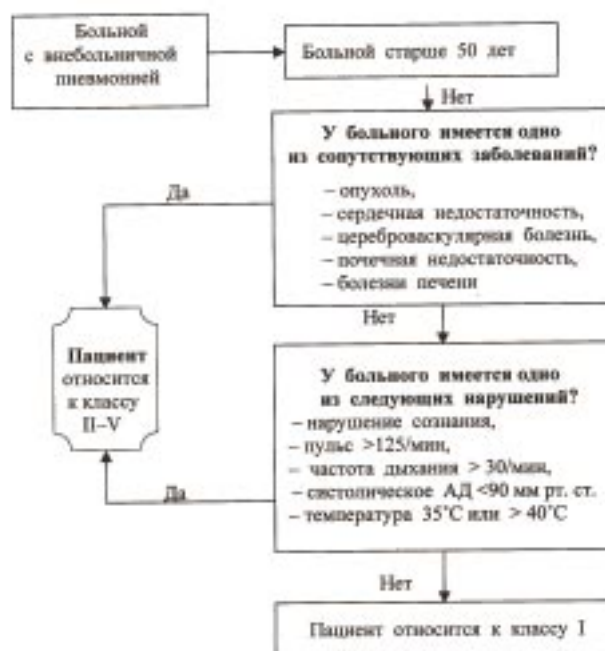 Больной
с внебольничной
пневмонией
Больной старше 50 лет
Нет
У больного имеется одно
из сопутствующих заболеваний?
– опухоль,
– сердечная недостаточность,
– цереброваскулярная болезнь,
– почечная недостаточность,
– болезни печени
Да
Нет
Пациент
относится
к классу
II–V
У больного имеется одно
из следующих нарушений?
– нарушение сознания,
– пульс >125/мин,
– частота дыхания > 30/мин,
– систолическое АД <90 мм рт. ст.
– температура 35˚С или > 40˚С
Да
Нет
Пациент относится к классу I